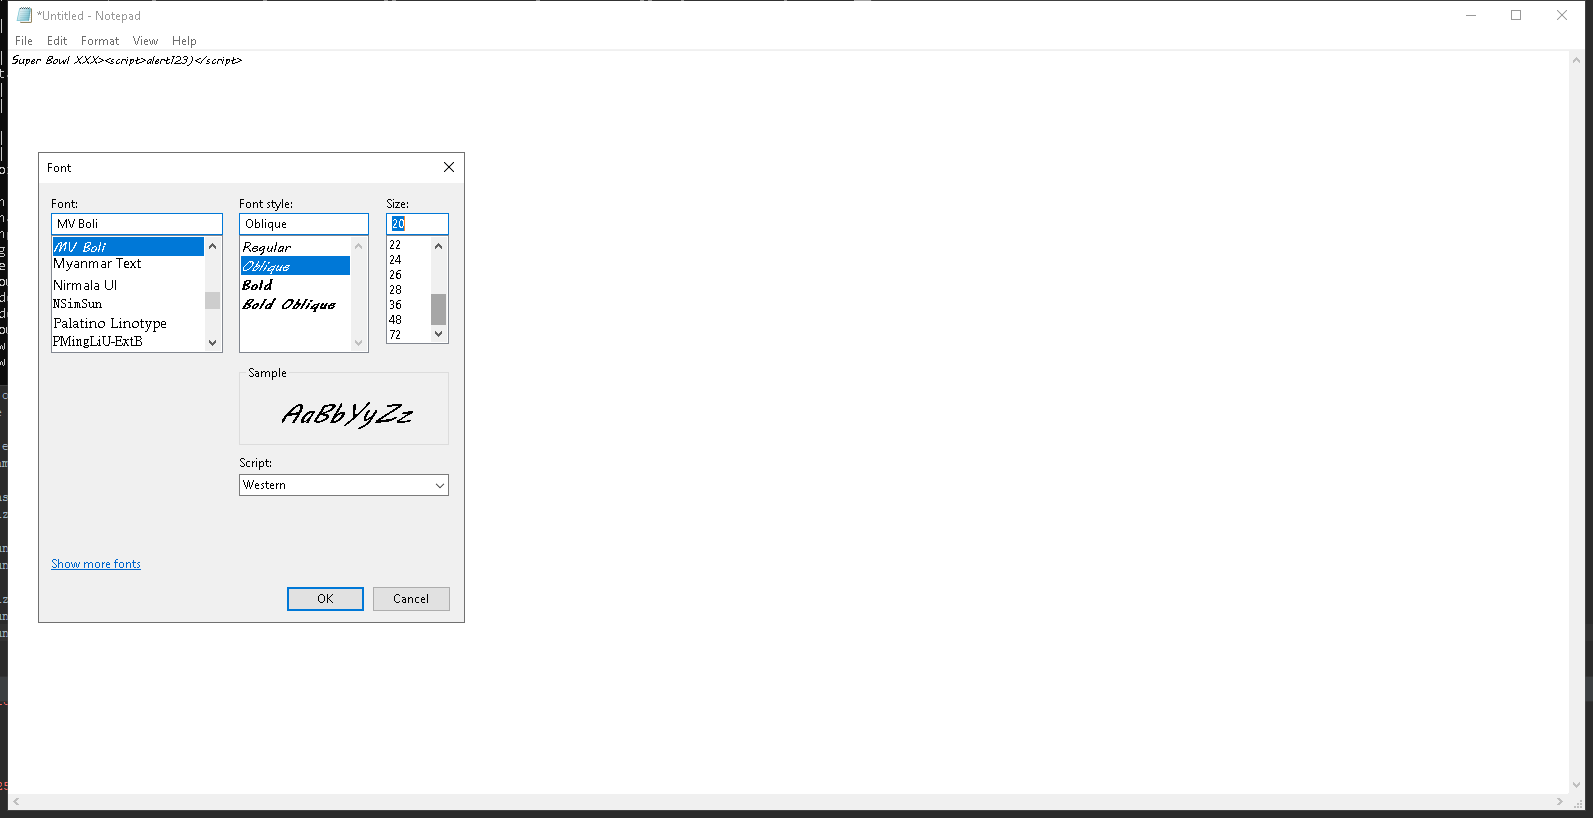 *Untitled - Notepad
File Edit Format View Help
Super Bowl XXX><script>alert123)</script>
Font
Font: Font style: Size:
MV Boli Oblique 20
MV Boli Regular 22
Myanmar Text Oblique 24
Nirmala UI Bold 26
NSimSun Bold Oblique 28
Palatino Linotype 36
PMingLiU-ExtB 48
72
Sample
AaBbYyZz
Script:
Western
Show more fonts
OK Cancel